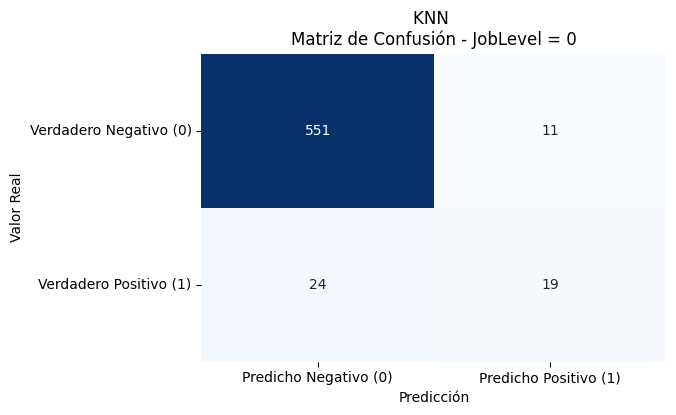 KNN
Matriz de Confusión - JobLevel = 0
Valor Real
Verdadero Negativo (0)
551
11
Verdadero Positivo (1)
24
19
Predicho Negativo (0)
Predicho Positivo (1)
Predicción